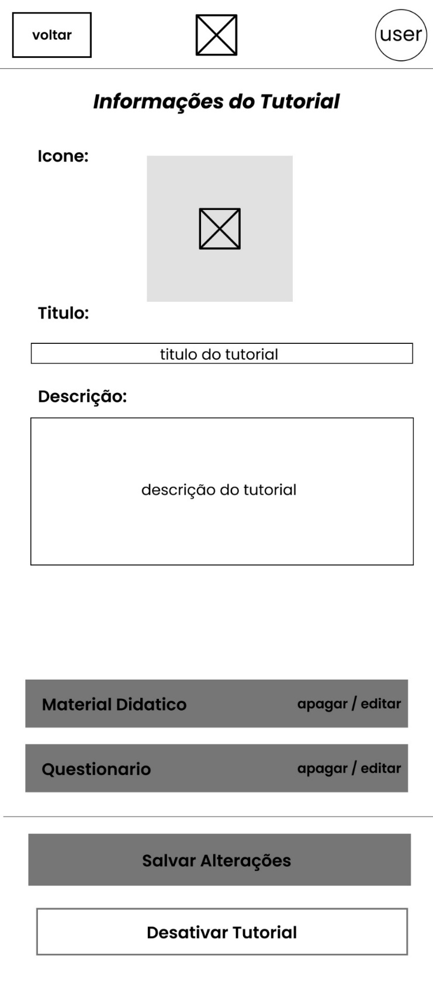 voltar
user
Informações do Tutorial
Icone:
Titulo:
titulo do tutorial
Descrição:
descrição do tutorial
Material Didatico apagar / editar
Questionario apagar / editar
Salvar Alterações
Desativar Tutorial